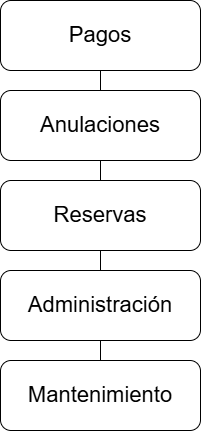 Pagos
Anulaciones
Reservas
Administración
Mantenimiento